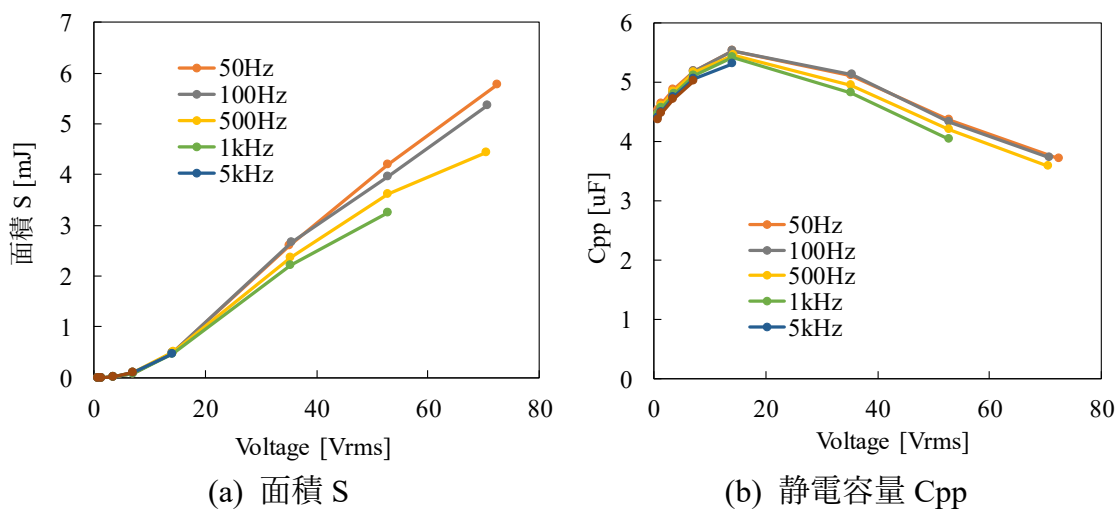 7
6
5
4
3
2
1
0
面積 S [mJ]
50Hz
100Hz
500Hz
1kHz
5kHz
0 20 40 60 80
Voltage [Vrms]
(a) 面積 S
6
5
4
3
2
1
0
Cpp [uF]
50Hz
100Hz
500Hz
1kHz
5kHz
0 20 40 60 80
Voltage [Vrms]
(b) 静電容量 Cpp